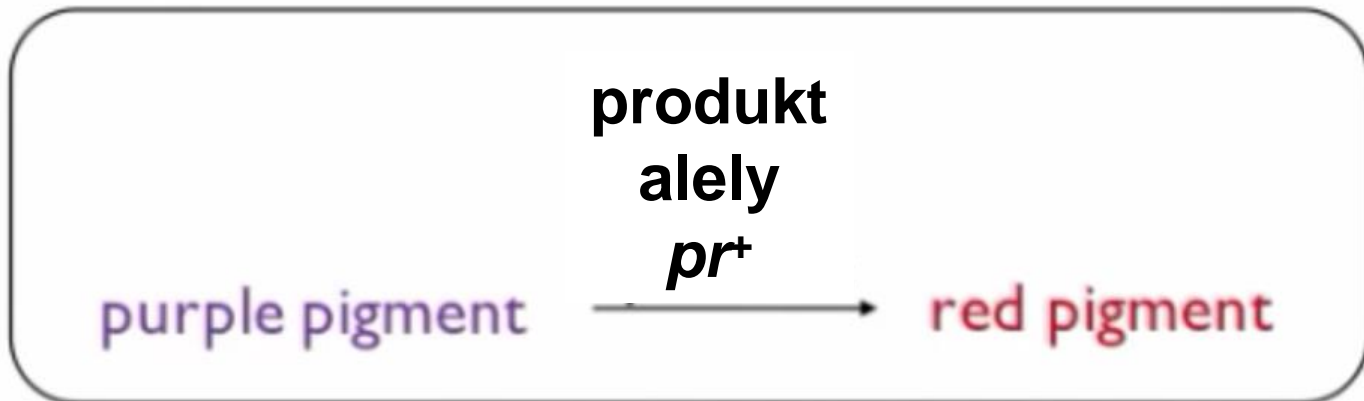 produkt
alely
pr⁺
purple pigment
red pigment